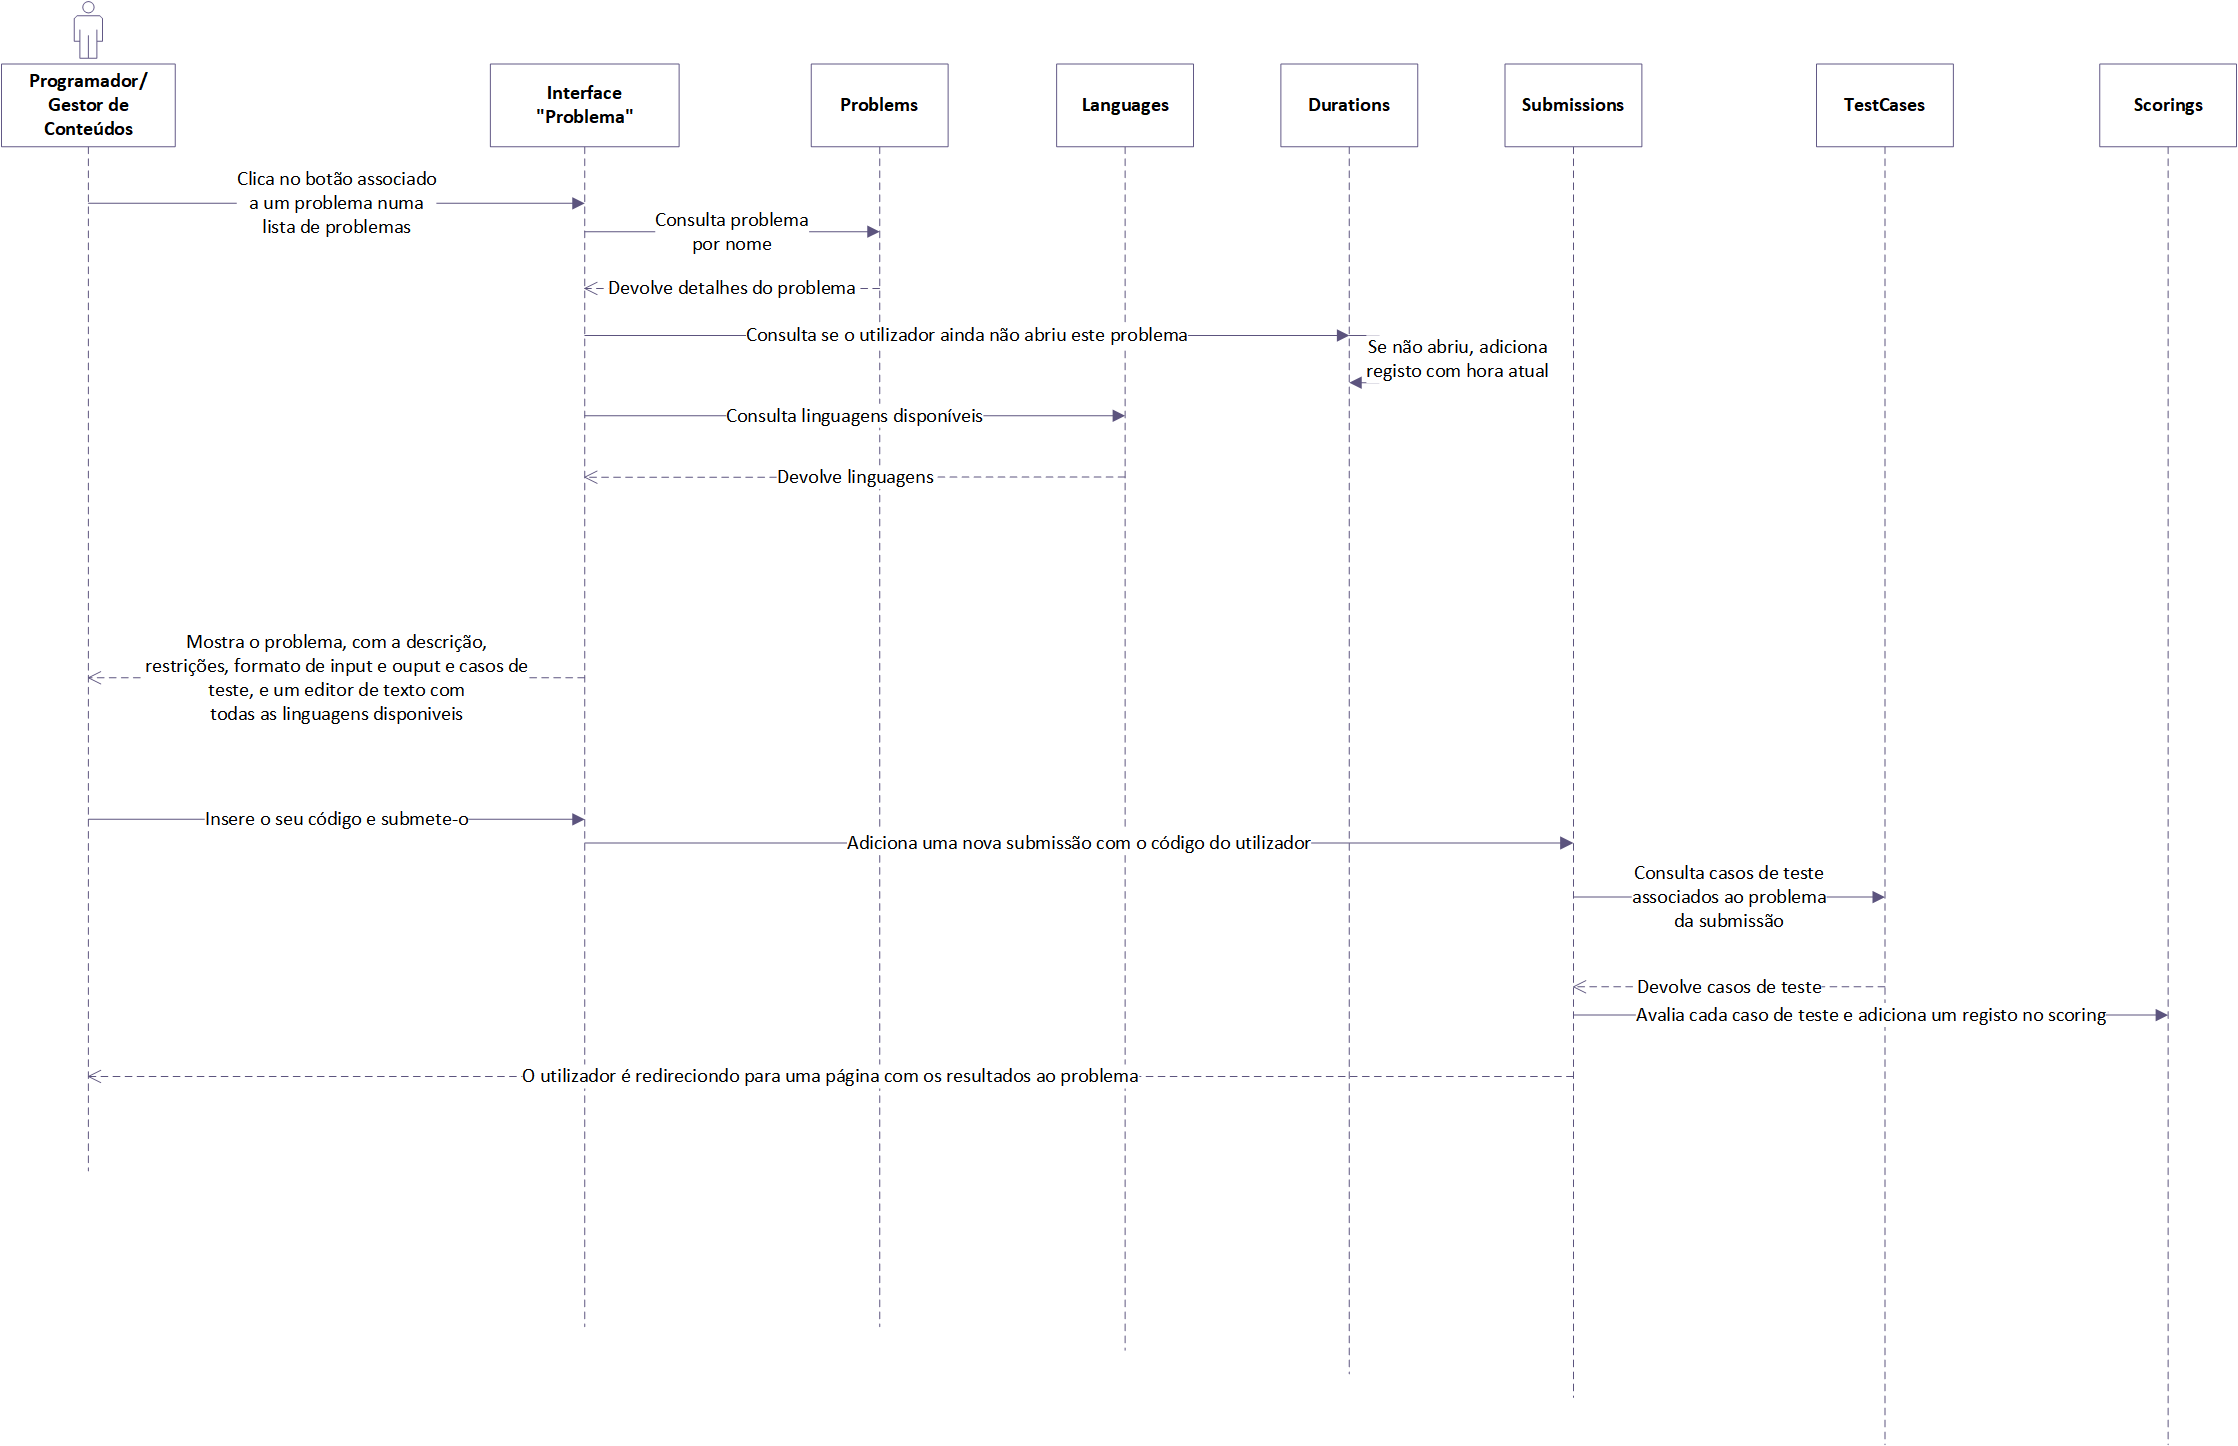 Programador/
Gestor de
Conteúdos
Interface
"Problema"
Problems
Languages
Durations
Submissions
TestCases
Scorings
Clica no botão associado
a um problema numa
lista de problemas
Consulta problema
por nome
Devolve detalhes do problema
Consulta se o utilizador ainda não abriu este problema
Se não abriu, adiciona
registo com hora atual
Consulta linguagens disponíveis
Devolve linguagens
Mostra o problema, com a descrição,
restrições, formato de input e ouput e casos de
teste, e um editor de texto com
todas as linguagens disponiveis
Insere o seu código e submete-o
Adiciona uma nova submissão com o código do utilizador
Consulta casos de teste
associados ao problema
da submissão
Devolve casos de teste
Avalia cada caso de teste e adiciona um registo no scoring
O utilizador é redireciondo para uma página com os resultados ao problema